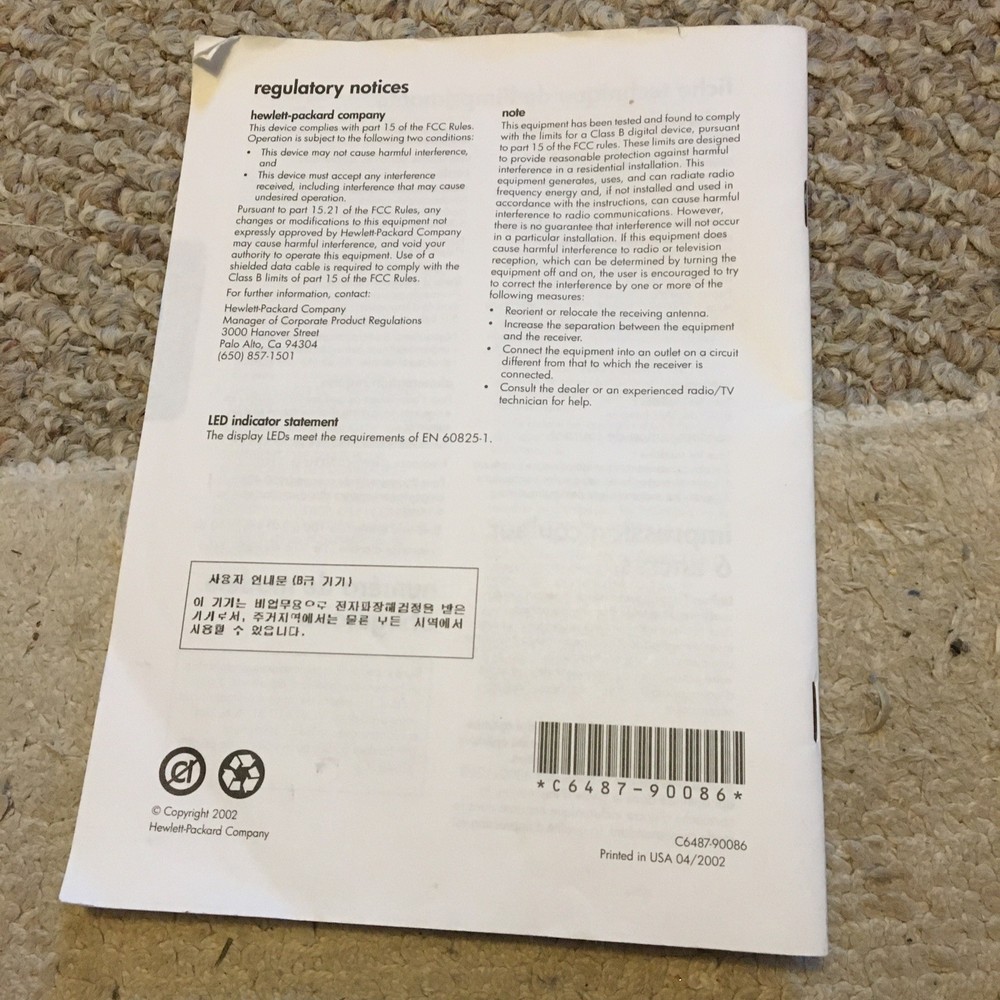 regulatory notices
hewlett-packard company
This device complies with part 15 of the FCC Rules.
Operation is subject to the following two conditions:
• This device may not cause harmful interference,
and
• This device must accept any interference
received, including interference that may cause
undesired operation.
Pursuant to part 15.21 of the FCC Rules, any
changes or modifications to this equipment not
expressly approved by Hewlett-Packard Company
may cause harmful interference, and void your
authority to operate this equipment. Use of a
shielded data cable is required to comply with the
Class B limits of part 15 of the FCC Rules.
For further information, contact:
Hewlett-Packard Company
Manager of Corporate Product Regulations
3000 Hanover Street
Palo Alto, Ca 94304
(650) 857-1501
note
This equipment has been tested and found to comply
with the limits for a Class B digital device, pursuant
to part 15 of the FCC rules. These limits are designed
to provide reasonable protection against harmful
interference in a residential installation. This
equipment generates, uses, and can radiate radio
frequency energy and, if not installed and used in
accordance with the instructions, can cause harmful
interference to radio communications. However,
there is no guarantee that interference will not occur
in a particular installation. If this equipment does
cause harmful interference to radio or television
reception, which can be determined by turning the
equipment off and on, the user is encouraged to try
to correct the interference by one or more of the
following measures:
• Reorient or relocate the receiving antenna.
• Increase the separation between the equipment
and the receiver.
• Connect the equipment into an outlet on a circuit
different from that to which the receiver is
connected.
• Consult the dealer or an experienced radio/TV
technician for help.
LED indicator statement
The display LEDs meet the requirements of EN 60825-1.
사용자 안내문 (B급 기기)
이 기기는 비업무용으로 전자파장해검정을 받은
기기로서, 주거지역에서는 물론 모든 지역에서
사용할 수 있읍니다.
*C6487-90086*
© Copyright 2002
Hewlett-Packard Company
C6487-90086
Printed in USA 04/2002